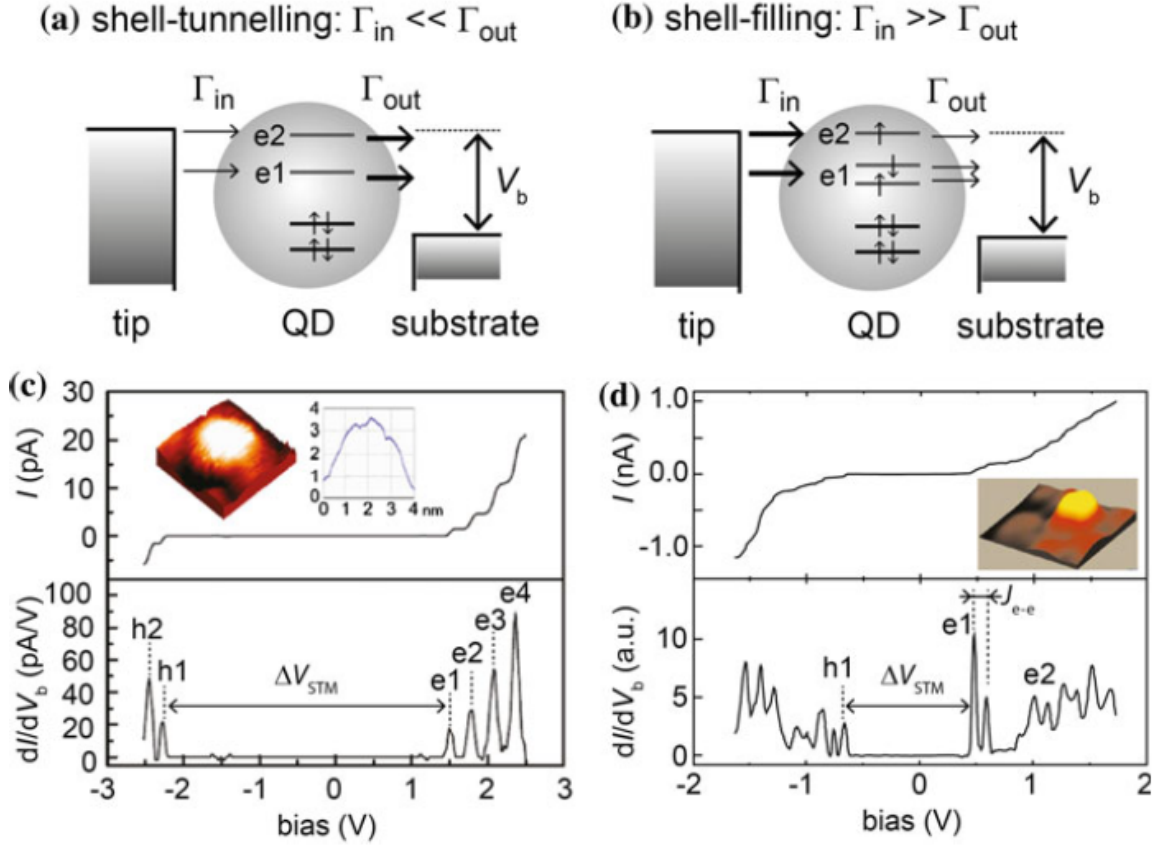 (a) shell-tunnelling: Γin << Γout
Γin Γout
e2
e1
Vb
tip QD substrate
(b) shell-filling: Γin >> Γout
Γin Γout
e2
e1
Vb
tip QD substrate
(c)
30
20
10
0
I (pA)
4
3
2
1
0
0 1 2 3 4 nm
100
80
60
40
20
0
dI/dVb (pA/V)
h2
h1
ΔVSTM
e1
e2
e3
e4
-3 -2 -1 0 1 2 3
bias (V)
(d)
1.0
0.0
-1.0
I (nA)
10
5
0
dI/dVb (a.u.)
h1
ΔVSTM
e1
Je-e
e2
-2 -1 0 1 2
bias (V)